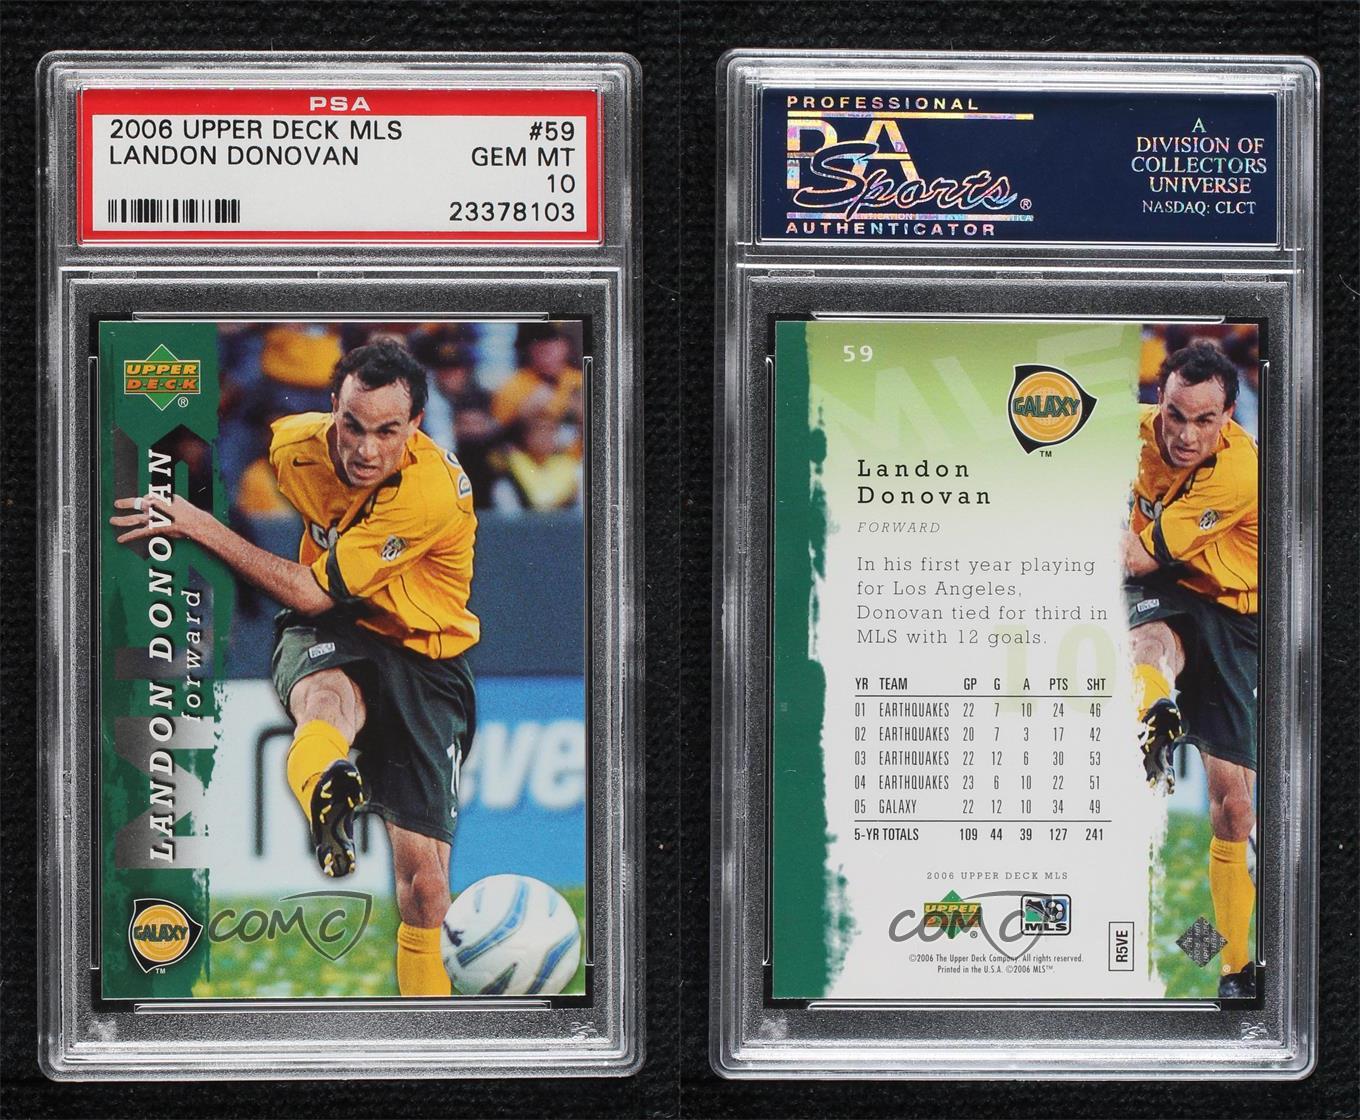 PSA
2006 UPPER DECK MLS #59
LANDON DONOVAN GEM MT
10
23378103
UPPER
D·E·C·K
®
LANDON DONOVAN
forward
GALAXY
TM
eve
COMC
PROFESSIONAL
PSA
Sports®
AUTHENTICATOR
A
DIVISION OF
COLLECTORS
UNIVERSE
NASDAQ: CLCT
59
MLS
GALAXY
TM
Landon
Donovan
FORWARD
In his first year playing
for Los Angeles,
Donovan tied for third in
MLS with 12 goals.
10
YR TEAM GP G A PTS SHT
01 EARTHQUAKES 22 7 10 24 46
02 EARTHQUAKES 20 7 3 17 42
03 EARTHQUAKES 22 12 6 30 53
04 EARTHQUAKES 23 6 10 22 51
05 GALAXY 22 12 10 34 49
5-YR TOTALS 109 44 39 127 241
2006 UPPER DECK MLS
UPPER
DECK
®
MLS
COMC
©2006 The Upper Deck Company. All rights reserved.
Printed in the U.S.A. ©2006 MLS™.
R5VE